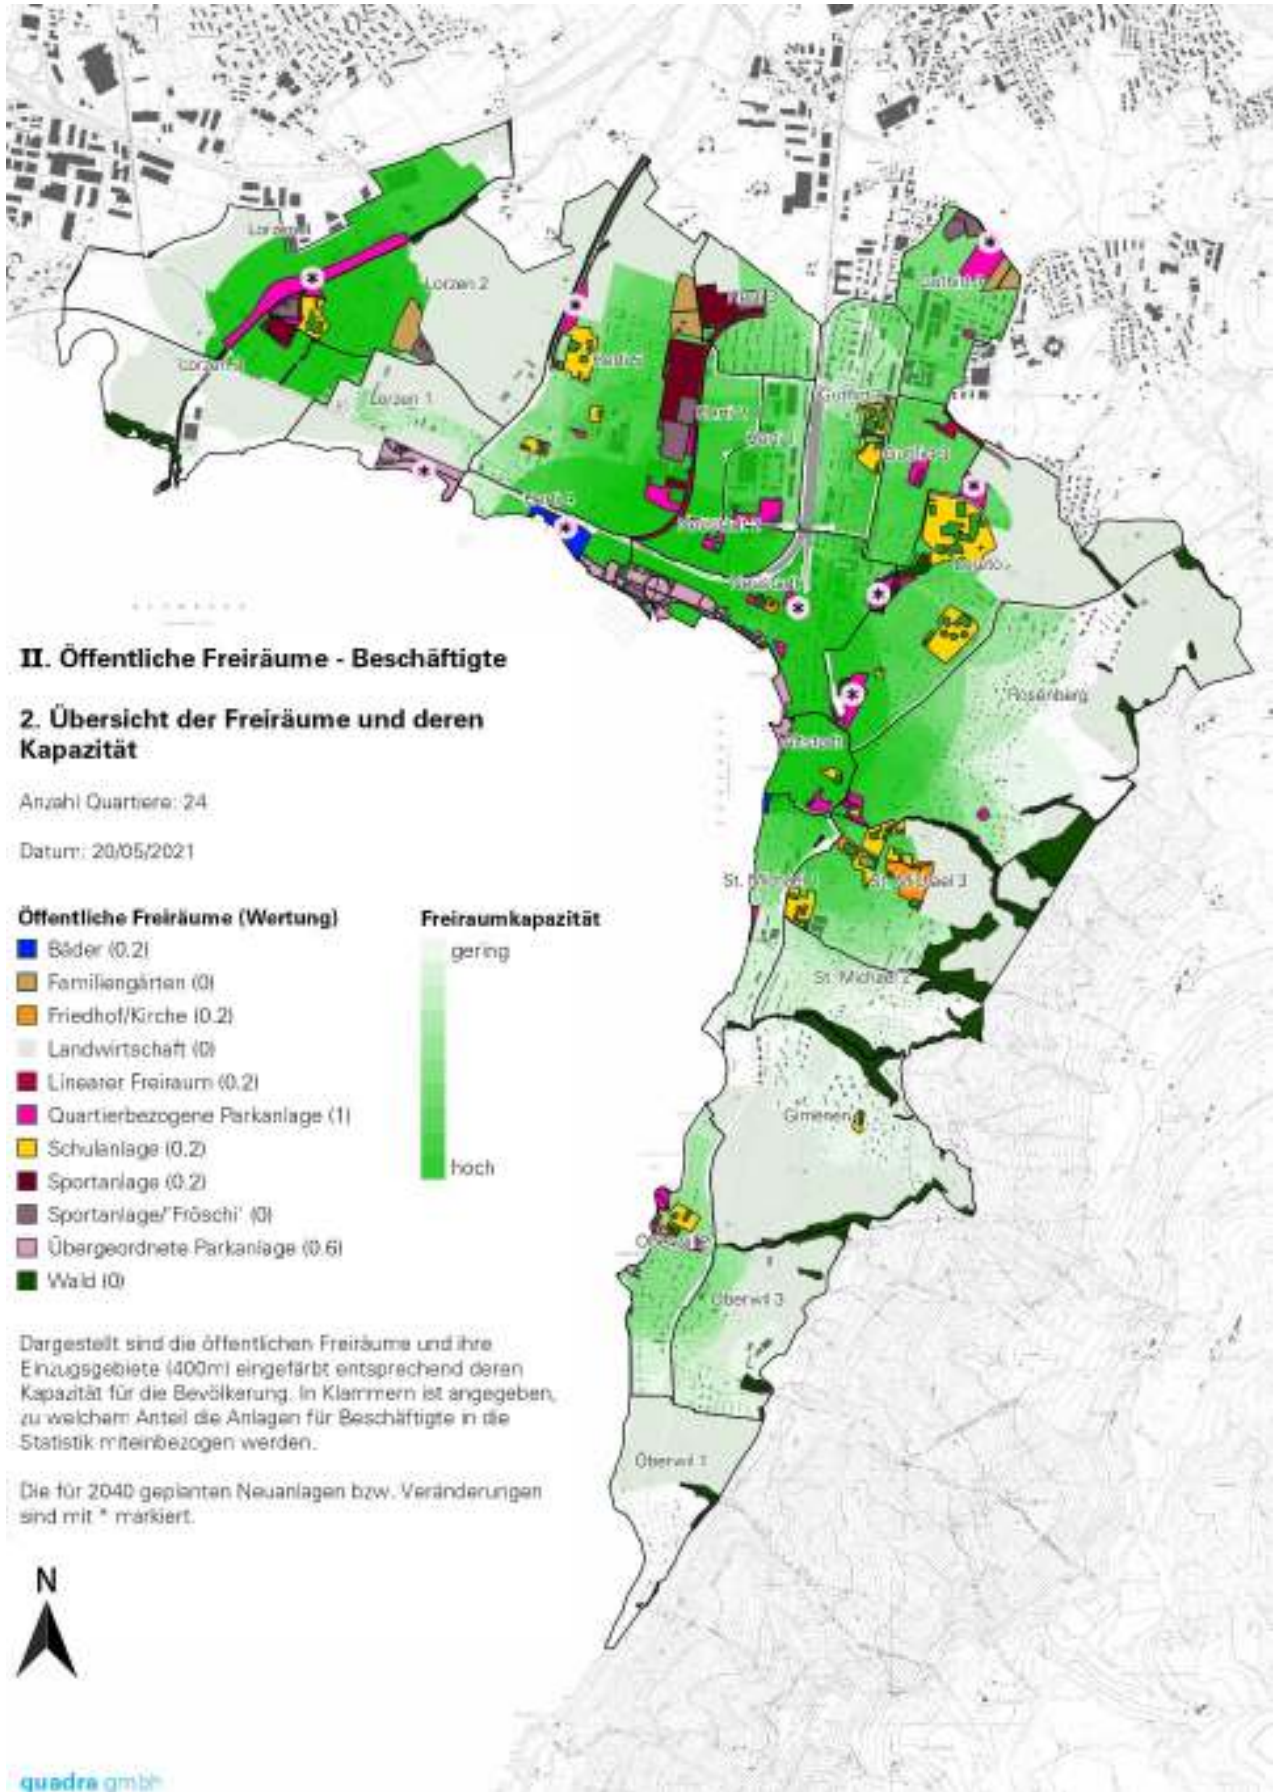 Lorzen 2
Lorzen 1
Rosenberg
St. Michael 3
St. Michael 2
Gimenen
Oberwil 3
Oberwil 1
II. Öffentliche Freiräume - Beschäftigte
2. Übersicht der Freiräume und deren
Kapazität
Anzahl Quartiere: 24
Datum: 20/05/2021
Öffentliche Freiräume (Wertung)
Bäder (0.2)
Familiengärten (0)
Friedhof/Kirche (0.2)
Landwirtschaft (0)
Linearer Freiraum (0.2)
Quartierbezogene Parkanlage (1)
Schulanlage (0.2)
Sportanlage (0.2)
Sportanlage/'Fröschi' (0)
Übergeordnete Parkanlage (0.6)
Wald (0)
Freiraumkapazität
gering
hoch
Dargestellt sind die öffentlichen Freiräume und ihre
Einzugsgebiete (400m) eingefärbt entsprechend deren
Kapazität für die Bevölkerung. In Klammern ist angegeben,
zu welchem Anteil die Anlagen für Beschäftigte in die
Statistik miteinbezogen werden.
Die für 2040 geplanten Neuanlagen bzw. Veränderungen
sind mit * markiert.
N
quadra gmbh